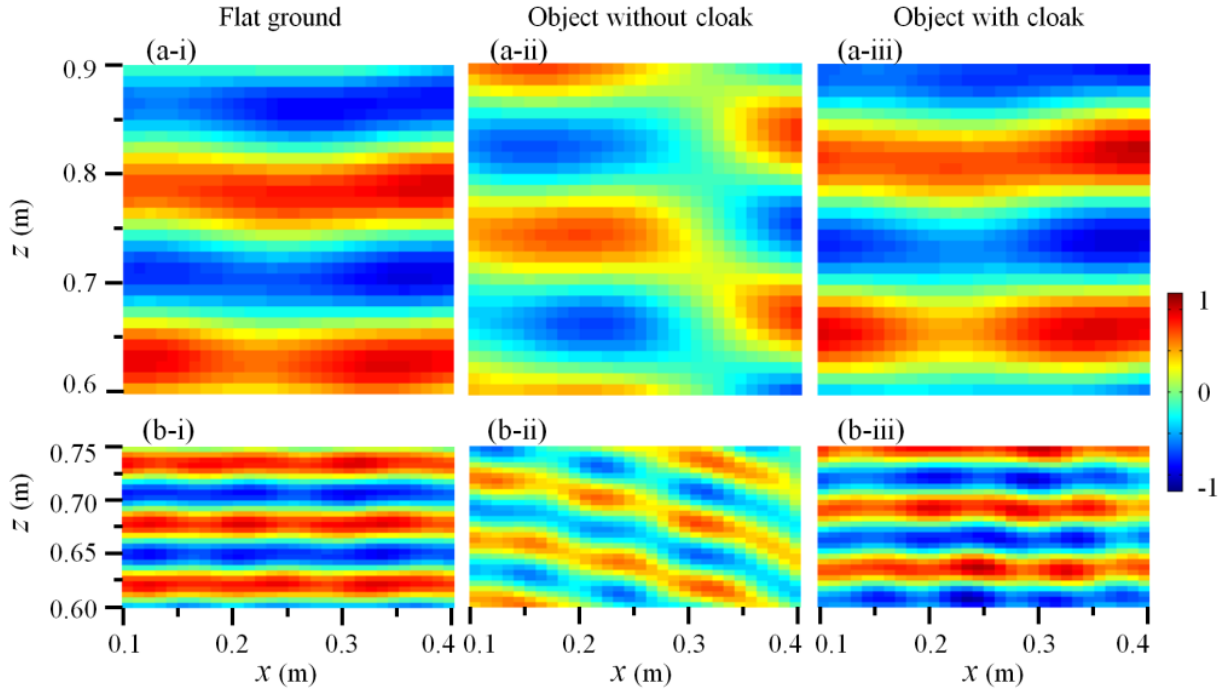 Flat ground
Object without cloak
Object with cloak
(a-i)
(a-ii)
(a-iii)
0.9
0.8
0.7
0.6
z (m)
1
0
-1
(b-i)
(b-ii)
(b-iii)
0.75
0.70
0.65
0.60
z (m)
0.1 0.2 0.3 0.4
0.1 0.2 0.3 0.4
0.1 0.2 0.3 0.4
x (m)
x (m)
x (m)